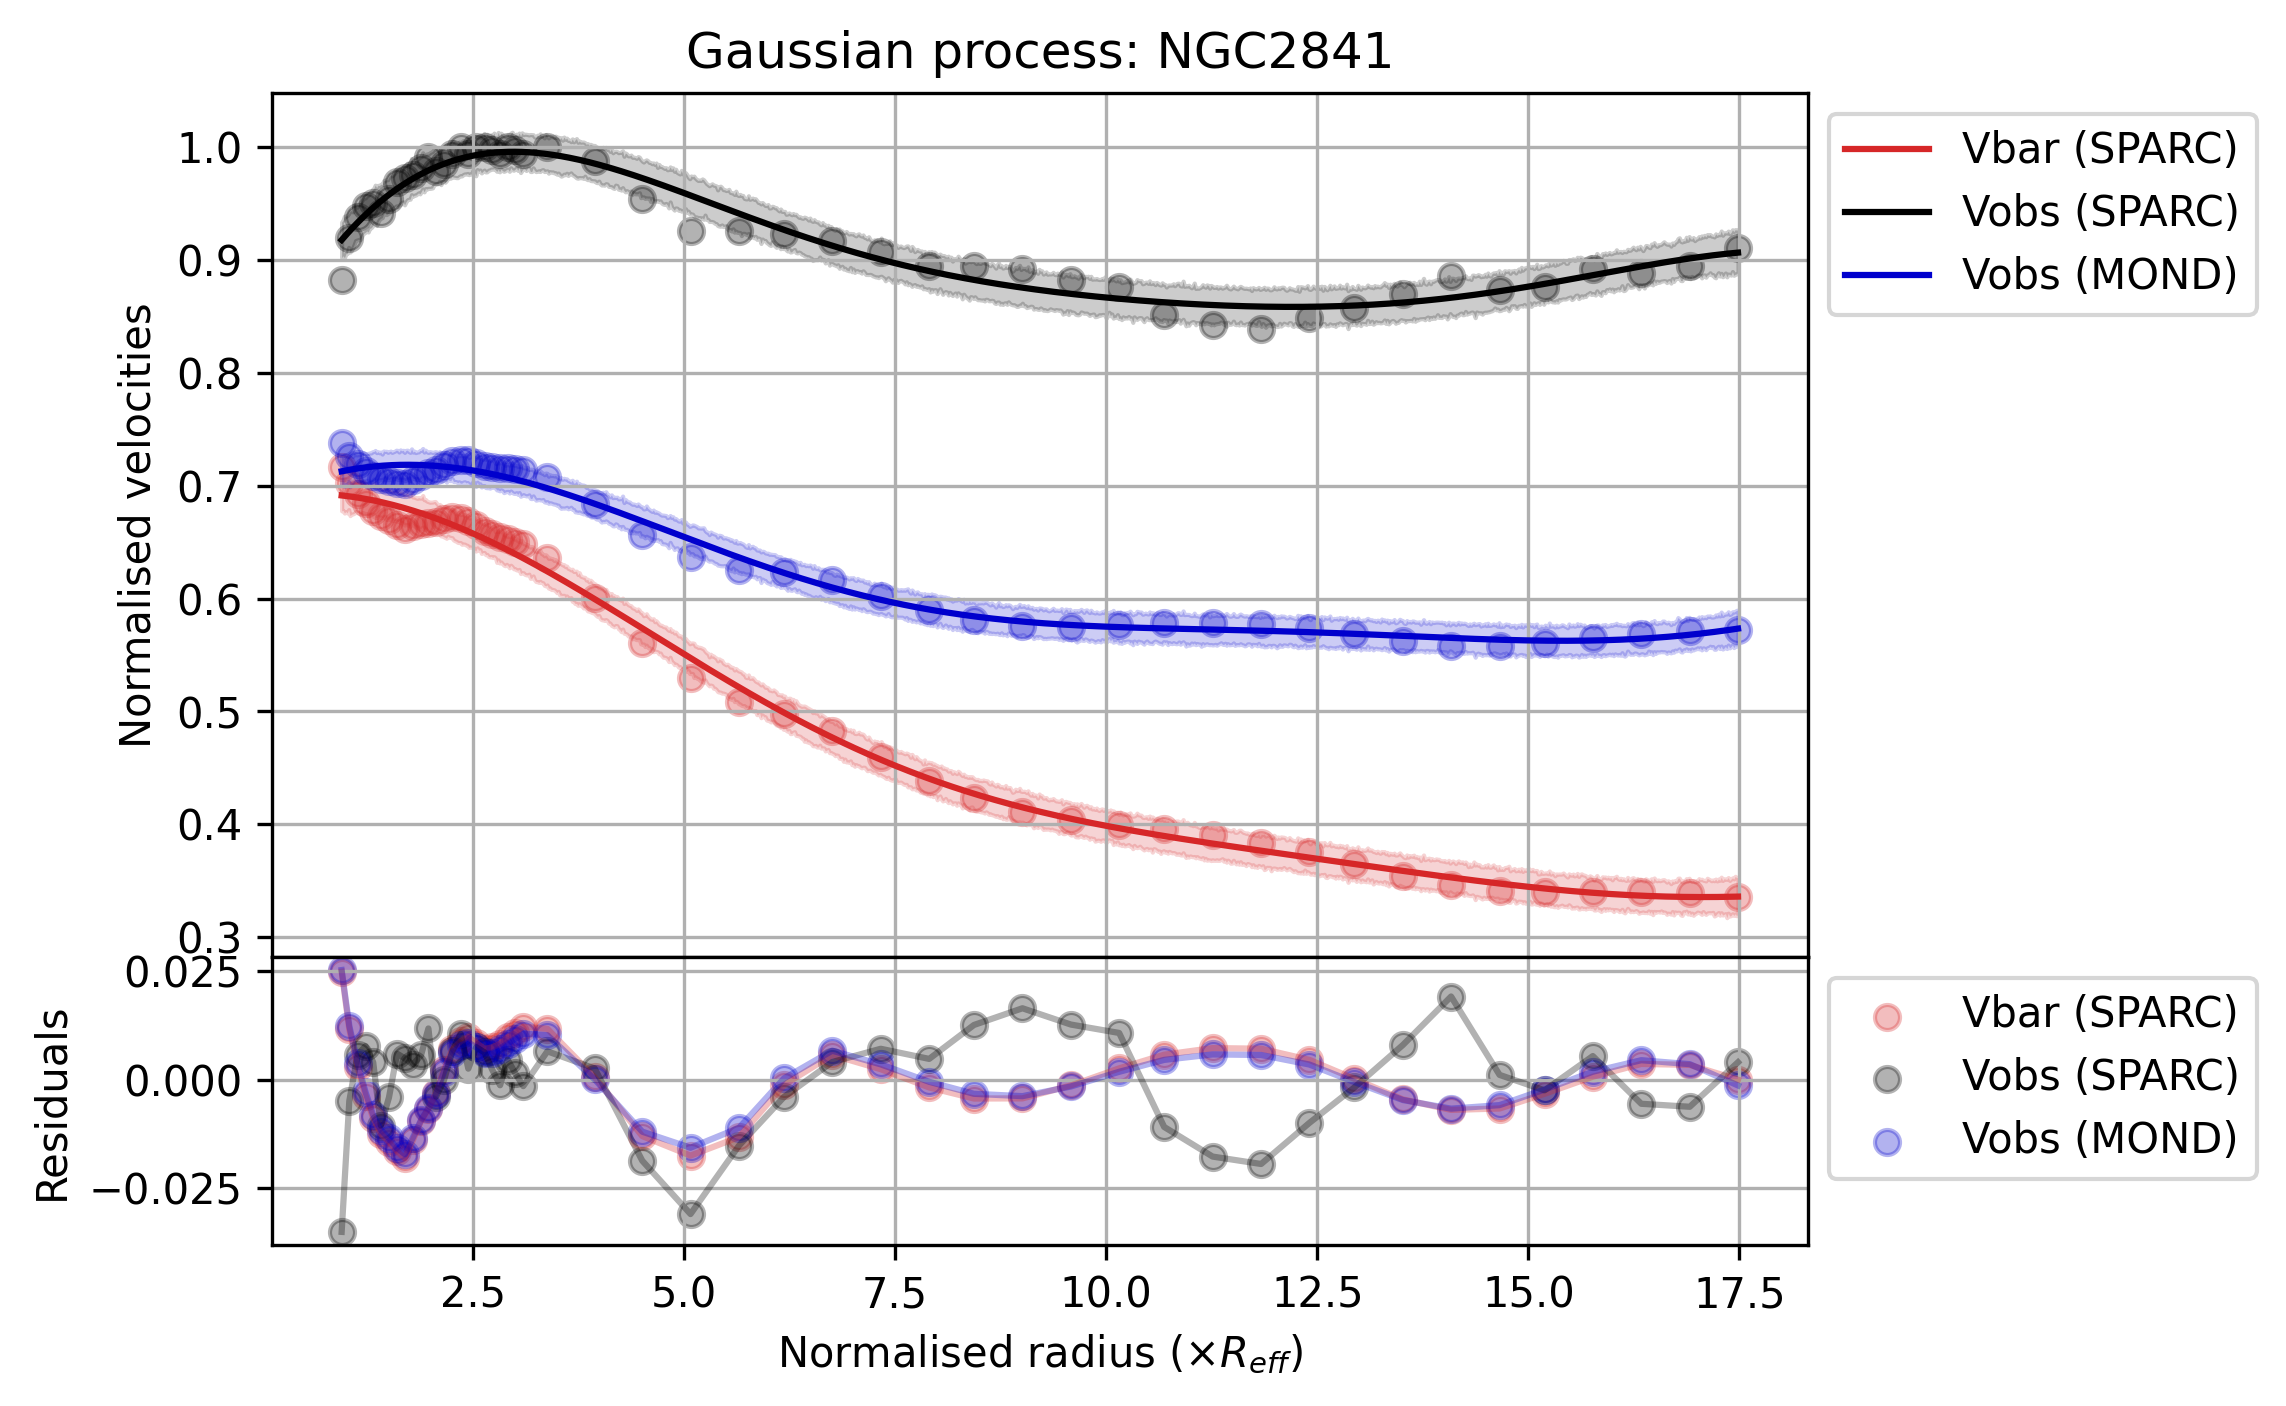 Gaussian process: NGC2841
Normalised velocities
1.0
0.9
0.8
0.7
0.6
0.5
0.4
0.3
Vbar (SPARC)
Vobs (SPARC)
Vobs (MOND)
Residuals
0.025
0.000
−0.025
Vbar (SPARC)
Vobs (SPARC)
Vobs (MOND)
2.5 5.0 7.5 10.0 12.5 15.0 17.5
Normalised radius (×R_eff)